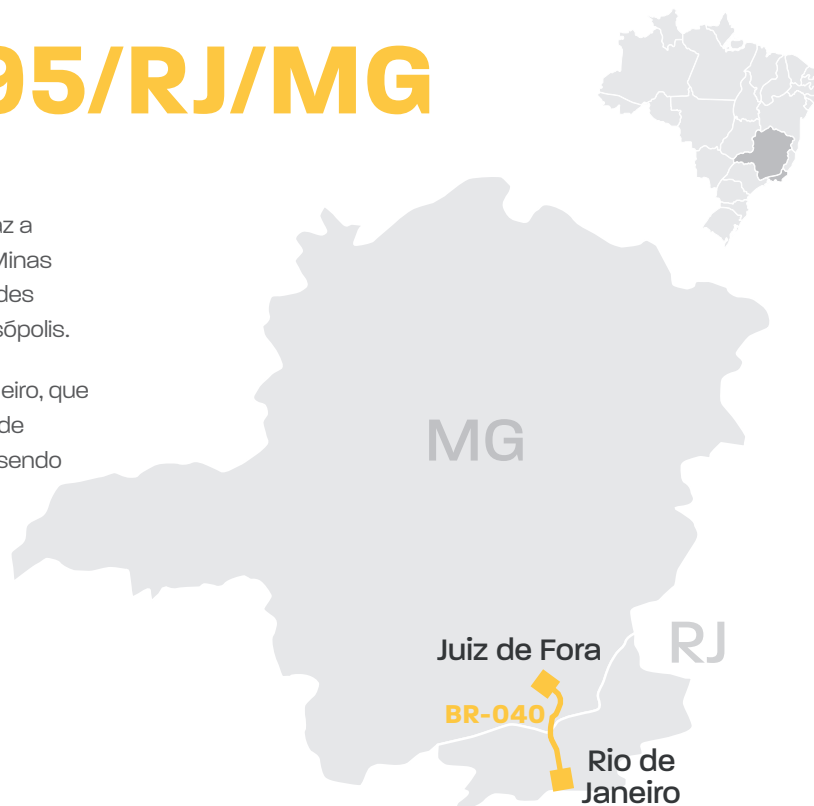 95/RJ/MG
az a
Minas
des
sópolis.
eiro, que
de
sendo
MG
RJ
Juiz de Fora
BR-040
Rio de
Janeiro